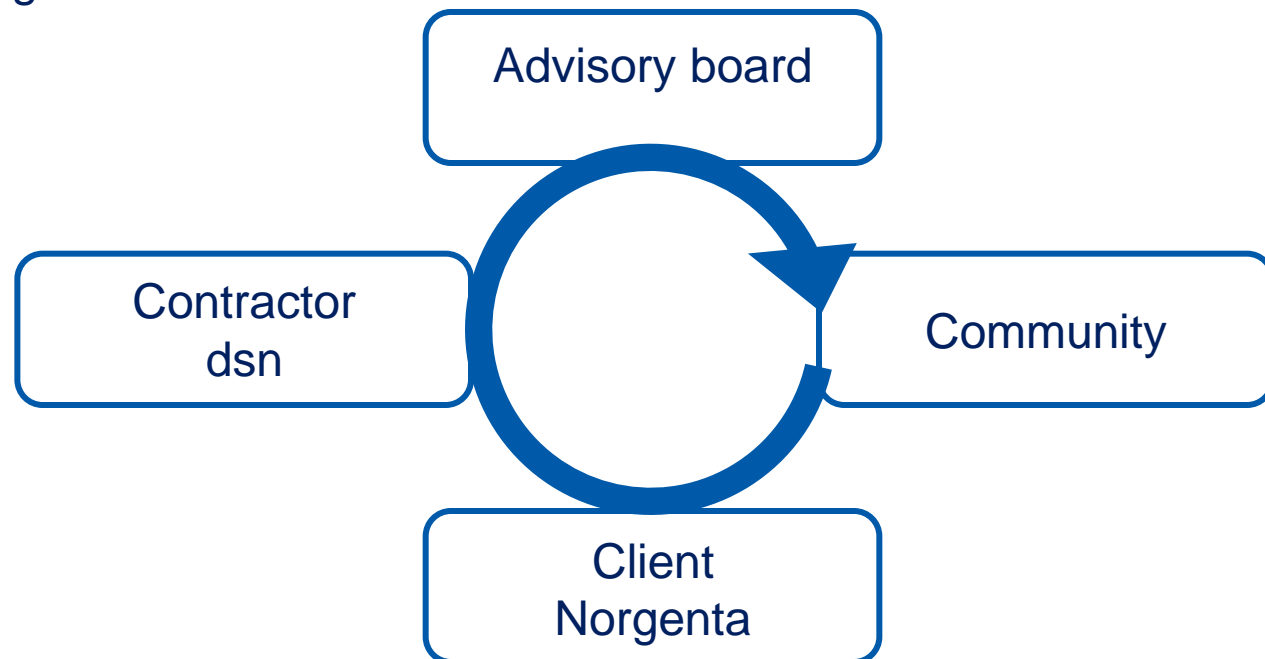 g
Advisory board
Contractor
dsn
Community
Client
Norgenta